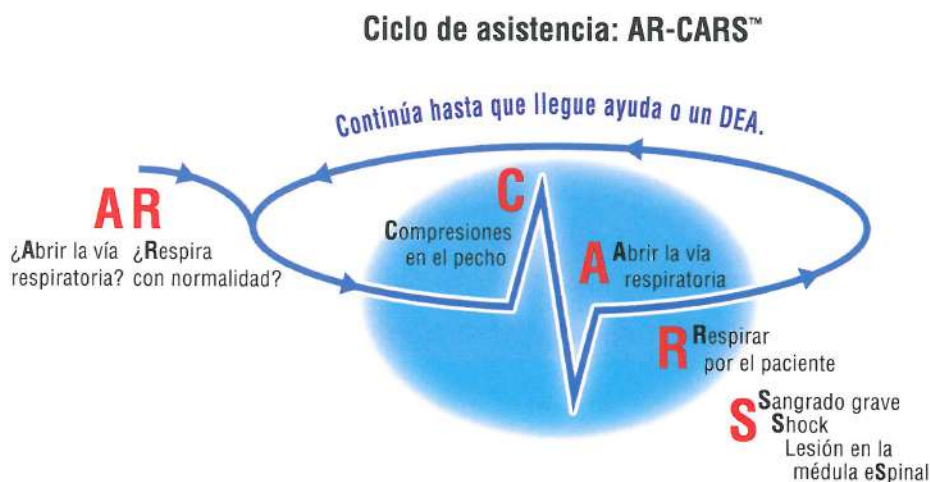 Ciclo de asistencia: AR-CARS™
Continúa hasta que llegue ayuda o un DEA.
AR
¿Abrir la vía respiratoria?
¿Respira con normalidad?
C
Compresiones
en el pecho
A
Abrir la vía
respiratoria
R
Respirar
por el paciente
S
Sangrado grave
Shock
Lesión en la
médula eSpinal